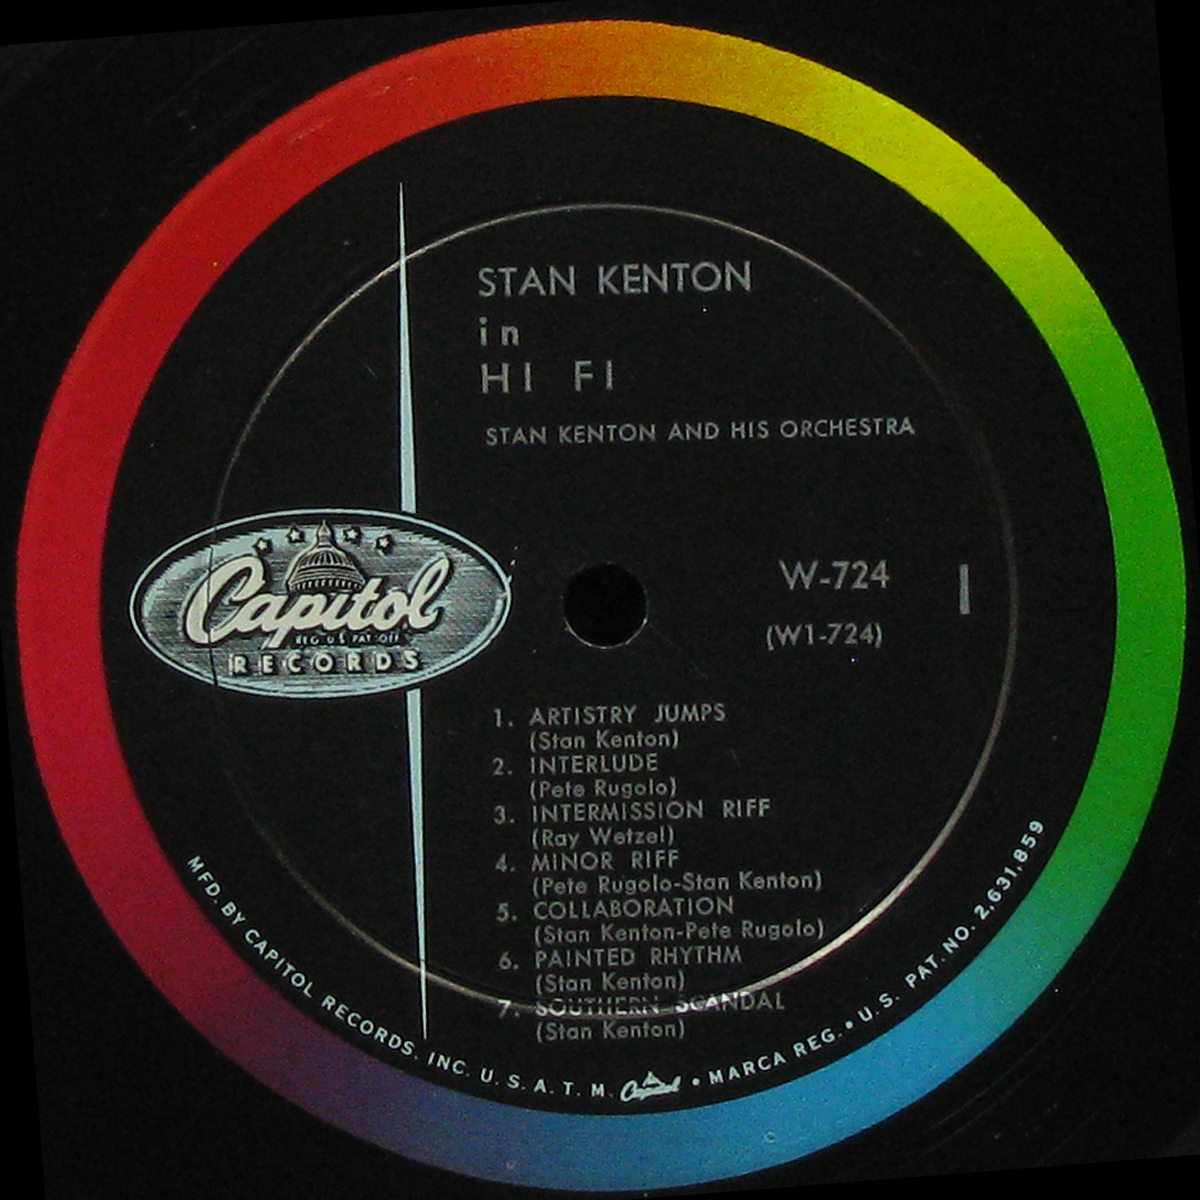 STAN KENTON
in
HI FI
STAN KENTON AND HIS ORCHESTRA
Capitol
REG. U.S. PAT. OFF.
RECORDS
W-724
1
(W1-724)
1. ARTISTRY JUMPS
(Stan Kenton)
2. INTERLUDE
(Pete Rugolo)
3. INTERMISSION RIFF
(Ray Wetzel)
4. MINOR RIFF
(Pete Rugolo-Stan Kenton)
5. COLLABORATION
(Stan Kenton-Pete Rugolo)
6. PAINTED RHYTHM
(Stan Kenton)
7. SOUTHERN SCANDAL
(Stan Kenton)
MFD. BY CAPITOL RECORDS, INC. U. S. A. T. M. Capitol • MARCA REG. • U.S. PAT. NO. 2,631,859